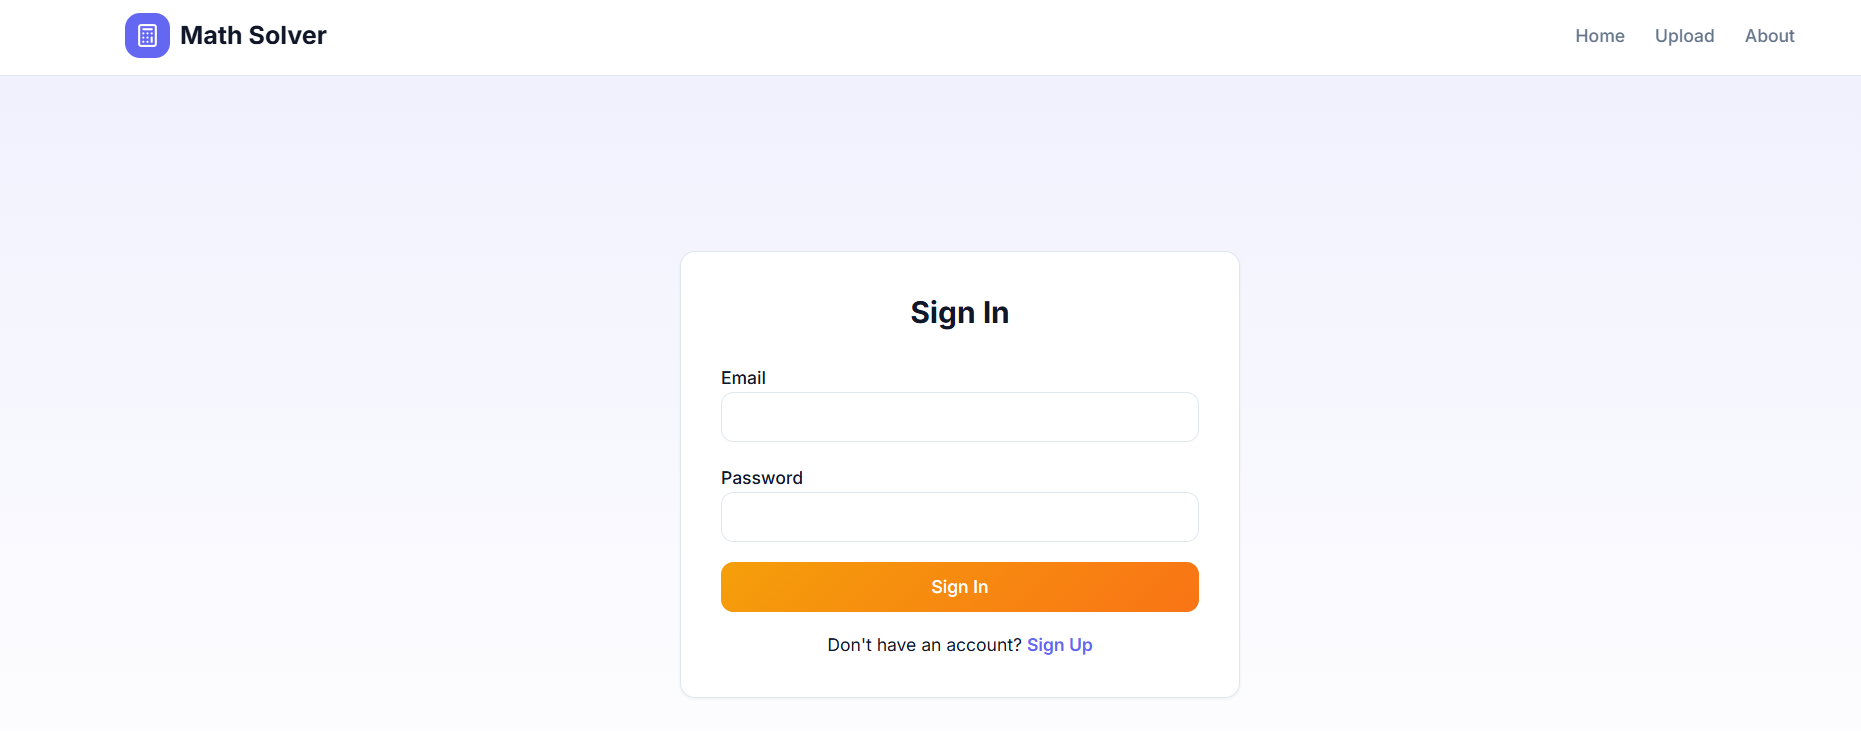 Math Solver
Home Upload About
Sign In
Email
Password
Sign In
Don't have an account? Sign Up